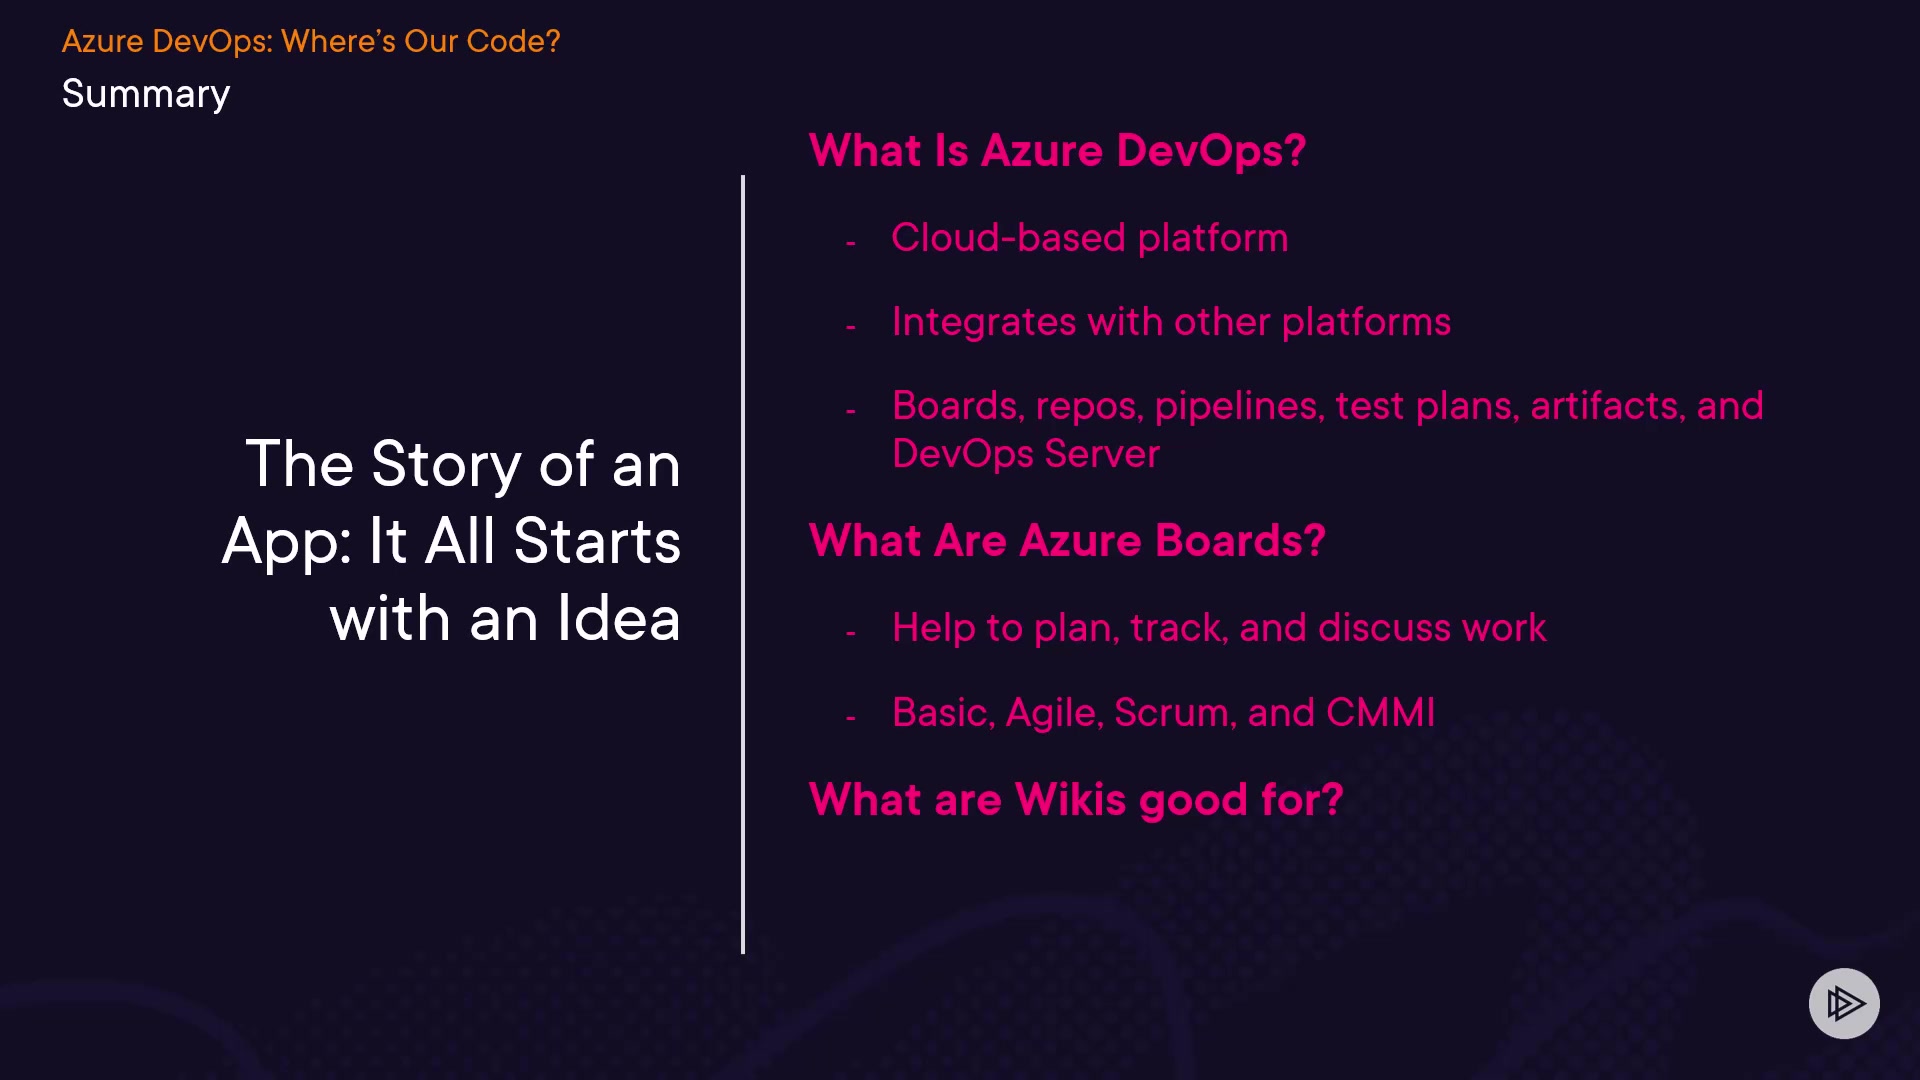 Azure DevOps: Where’s Our Code?
Summary
The Story of an
App: It All Starts
with an Idea
What Is Azure DevOps?
- Cloud-based platform
- Integrates with other platforms
- Boards, repos, pipelines, test plans, artifacts, and
DevOps Server
What Are Azure Boards?
- Help to plan, track, and discuss work
- Basic, Agile, Scrum, and CMMI
What are Wikis good for?